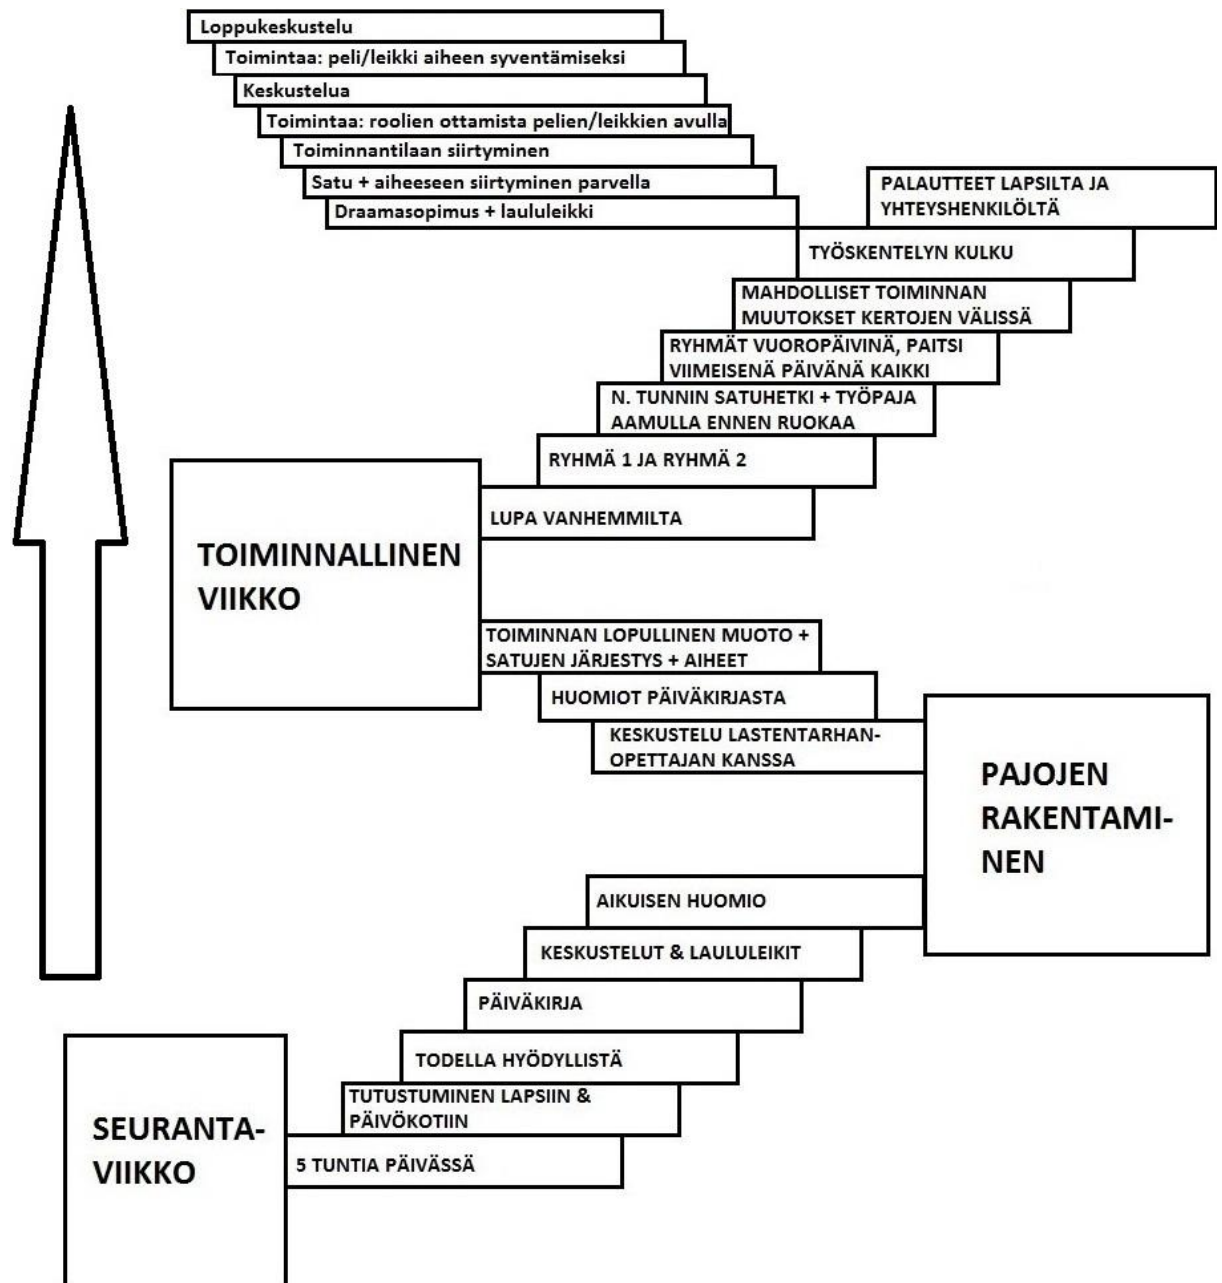 Loppukeskustelu
Toimintaa: peli/leikki aiheen syventämiseksi
Keskustelua
Toimintaa: roolien ottamista pelien/leikkien avulla
Toiminnantilaan siirtyminen
Satu + aiheeseen siirtyminen parvella
Draamasopimus + laululeikki
PALAUTTEET LAPSILTA JA
YHTEYSHENKILÖLTÄ
TYÖSKENTELYN KULKU
MAHDOLLISET TOIMINNAN
MUUTOKSET KERTOJEN VÄLISSÄ
RYHMÄT VUOROPÄIVINÄ, PAITSI
VIIMEISENÄ PÄIVÄNÄ KAIKKI
N. TUNNIN SATUHETKI + TYÖPAJA
AAMULLA ENNEN RUOKAA
RYHMÄ 1 JA RYHMÄ 2
LUPA VANHEMMILTA
TOIMINNALLINEN
VIIKKO
TOIMINNAN LOPULLINEN MUOTO +
SATUJEN JÄRJESTYS + AIHEET
HUOMIOT PÄIVÄKIRJASTA
KESKUSTELU LASTENTARHAN-
OPETTAJAN KANSSA
PAJOJEN
RAKENTAMI-
NEN
AIKUISEN HUOMIO
KESKUSTELUT & LAULULEIKIT
PÄIVÄKIRJA
TODELLA HYÖDYLLISTÄ
TUTUSTUMINEN LAPSIIN &
PÄIVÖKOTIIN
5 TUNTIA PÄIVÄSSÄ
SEURANTA-
VIIKKO